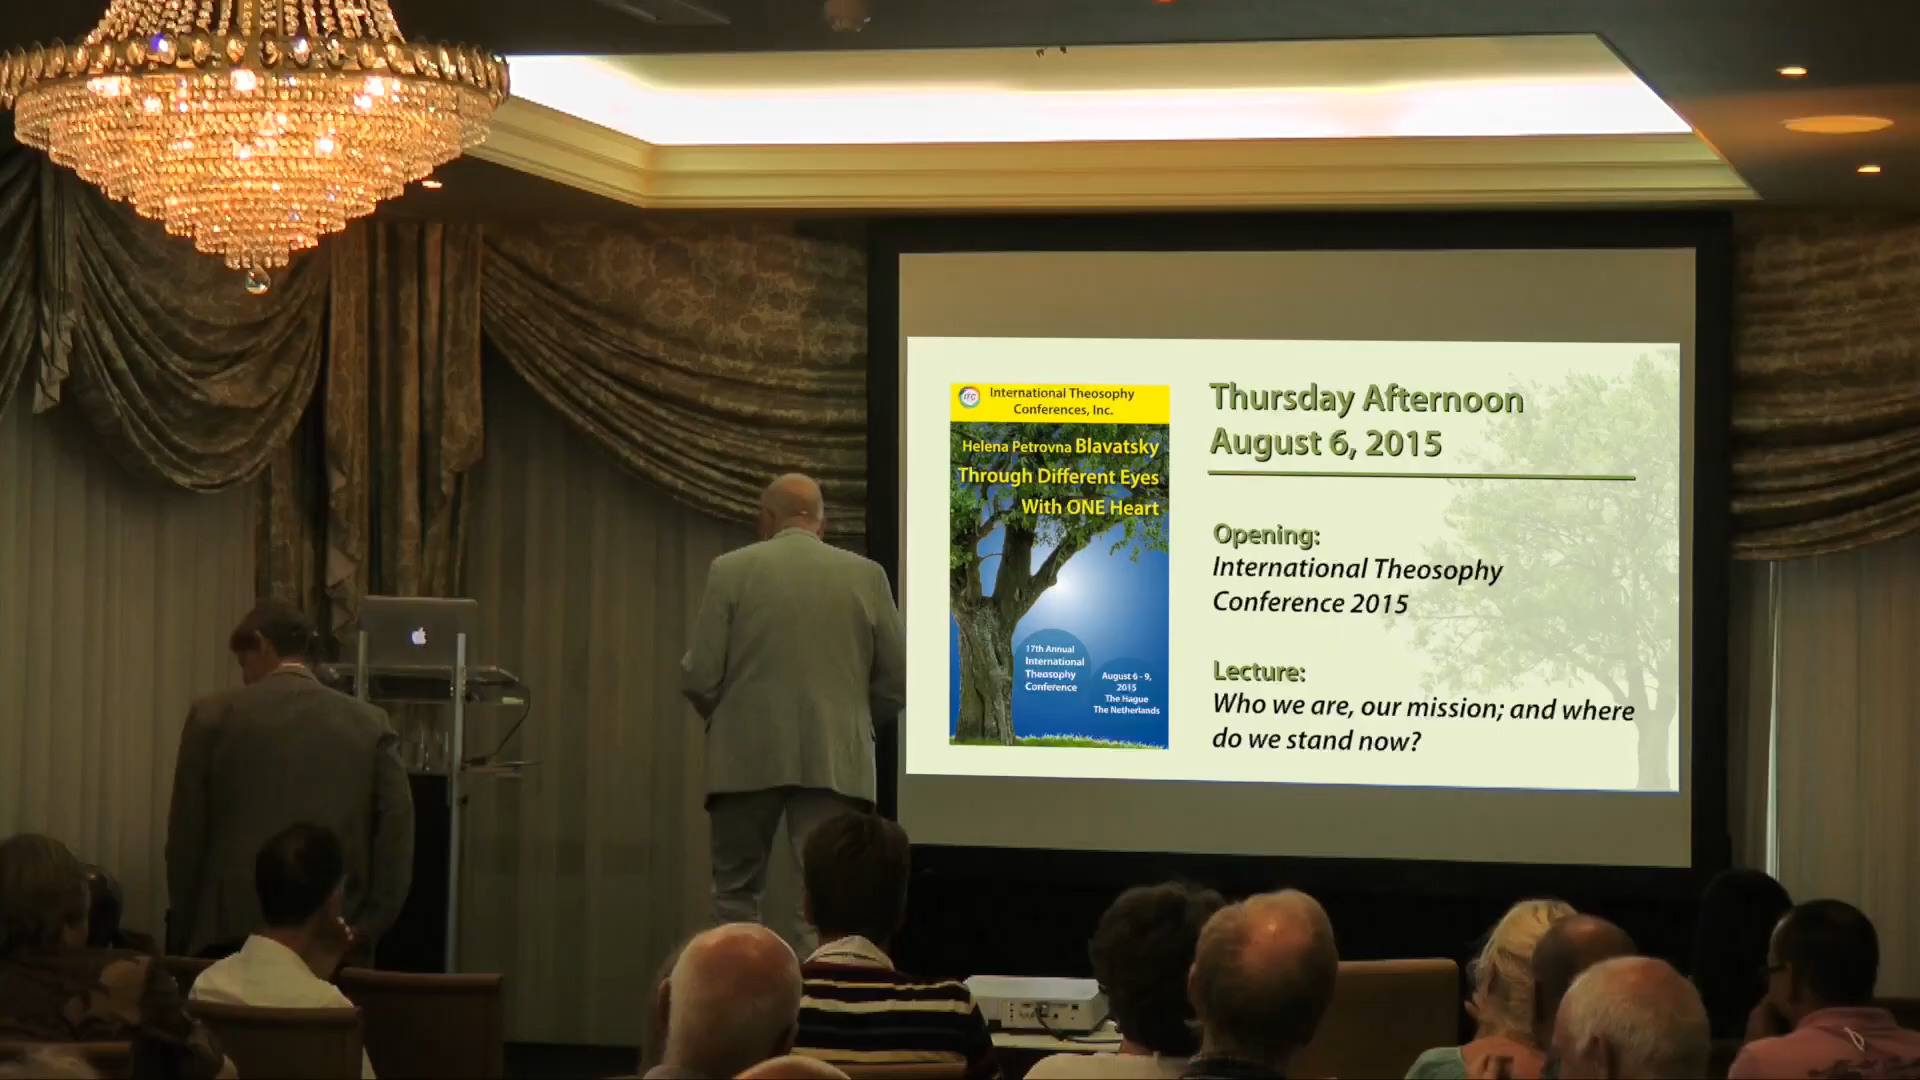 ITC
International Theosophy
Conferences, Inc.
Helena Petrovna Blavatsky
Through Different Eyes
With ONE Heart
17th Annual
International
Theosophy
Conference
August 6 - 9,
2015
The Hague
The Netherlands
Thursday Afternoon
August 6, 2015
Opening:
International Theosophy
Conference 2015
Lecture:
Who we are, our mission; and where
do we stand now?